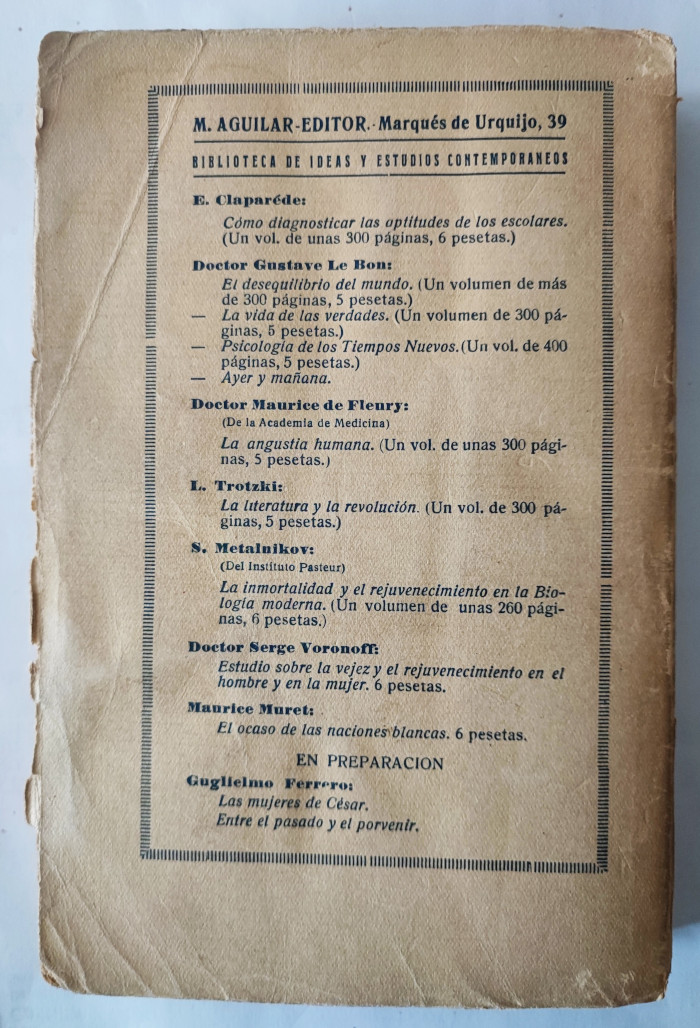 M. AGUILAR-EDITOR.-Marqués de Urquijo, 39
BIBLIOTECA DE IDEAS Y ESTUDIOS CONTEMPORANEOS
E. Claparéde:
Cómo diagnosticar las aptitudes de los escolares.
(Un vol. de unas 300 páginas, 6 pesetas.)
Doctor Gustave Le Bon:
El desequilibrio del mundo. (Un volumen de más
de 300 páginas, 5 pesetas.)
— La vida de las verdades. (Un volumen de 300 pá-
ginas, 5 pesetas.)
— Psicología de los Tiempos Nuevos. (Un vol. de 400
páginas, 5 pesetas.)
— Ayer y mañana.
Doctor Maurice de Fleury:
(De la Academia de Medicina)
La angustia humana. (Un vol. de unas 300 pági-
nas, 5 pesetas.)
L. Trotzki:
La literatura y la revolución. (Un vol. de 300 pá-
ginas, 5 pesetas.)
S. Metalnikov:
(Del Instituto Pasteur)
La inmortalidad y el rejuvenecimiento en la Bio-
logía moderna. (Un volumen de unas 260 pági-
nas, 6 pesetas.)
Doctor Serge Voronoff:
Estudio sobre la vejez y el rejuvenecimiento en el
hombre y en la mujer. 6 pesetas.
Maurice Muret:
El ocaso de las naciones blancas. 6 pesetas.
EN PREPARACION
Guglielmo Ferrero:
Las mujeres de César.
Entre el pasado y el porvenir.